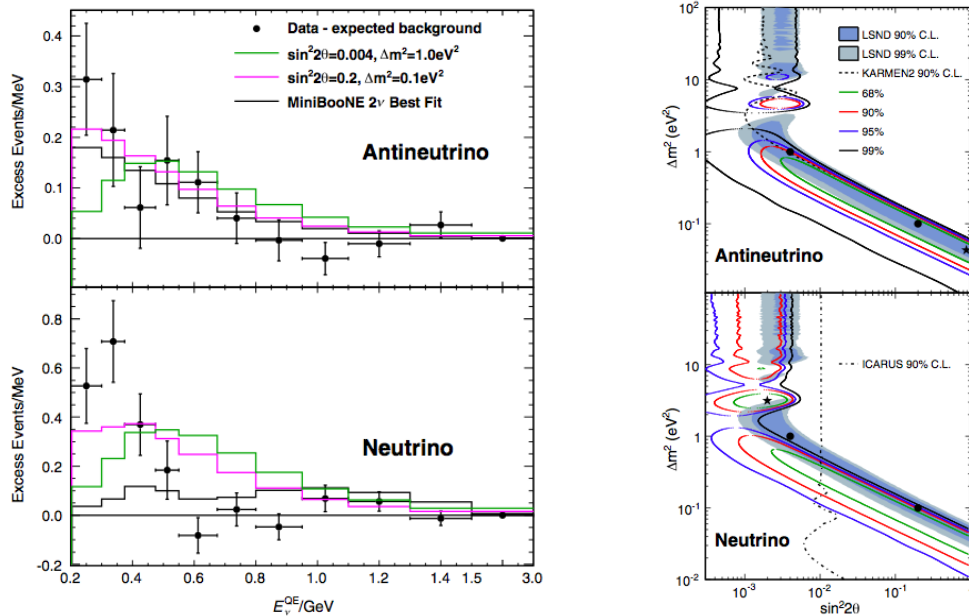 Excess Events/MeV
0.4
0.3
0.2
0.1
0.0
Data - expected background
sin²2θ=0.004, Δm²=1.0eV²
sin²2θ=0.2, Δm²=0.1eV²
MiniBooNE 2ν Best Fit
Antineutrino
Excess Events/MeV
0.8
0.6
0.4
0.2
0.0
-0.2
Neutrino
0.2 0.4 0.6 0.8 1.0 1.2 1.4 1.5 3.0
E_ν^QE/GeV
Δm² (eV²)
10²
10
1
10⁻¹
LSND 90% C.L.
LSND 99% C.L.
KARMEN2 90% C.L.
68%
90%
95%
99%
Antineutrino
Δm² (eV²)
10
1
10⁻¹
10⁻²
ICARUS 90% C.L.
Neutrino
10⁻³ 10⁻² 10⁻¹
sin²2θ